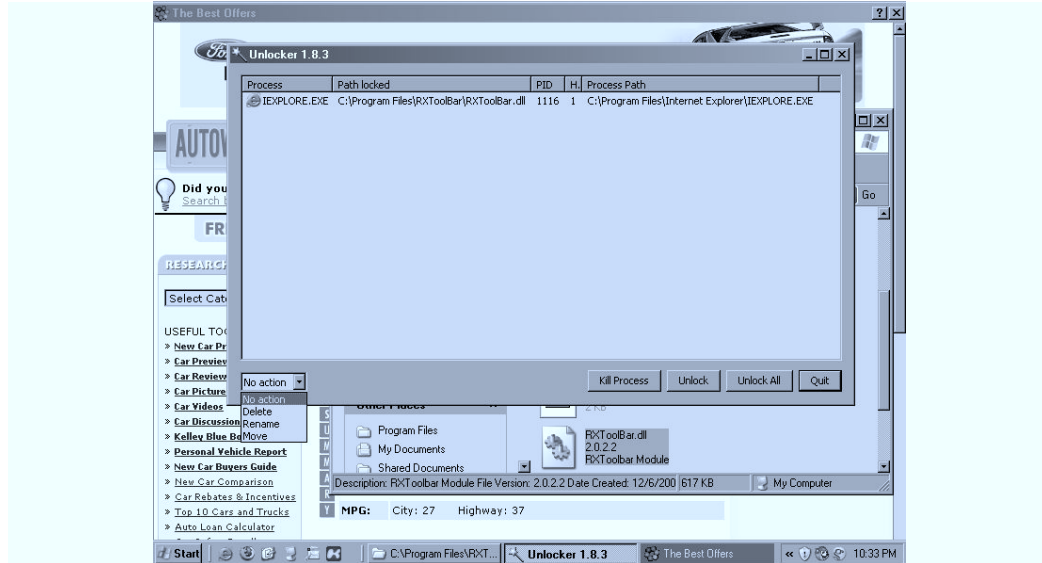 The Best Offers
Ford
Unlocker 1.8.3
Process Path locked PID H. Process Path
IEXPLORE.EXE C:\Program Files\RXToolBar\RXToolBar.dll 1116 1 C:\Program Files\Internet Explorer\IEXPLORE.EXE
Did you
Search
Go
FR
Select Cat
USEFUL TO
» New Car Pr
» Car Preview
» Car Review
» Car Picture
» Car Videos
» Car Discussion
» Kelley Blue Bo
» Personal Vehicle Report
» New Car Buyers Guide
» New Car Comparison
» Car Rebates & Incentives
» Top 10 Cars and Trucks
» Auto Loan Calculator
No action
No action
Delete
Rename
Move
Kill Process Unlock Unlock All Quit
Other Places
2 KB
Program Files
My Documents
Shared Documents
RXToolBar.dll
2.0.2.2
RXToolbar Module
Description: RXToolbar Module File Version: 2.0.2.2 Date Created: 12/6/200 617 KB My Computer
MPG: City: 27 Highway: 37
Start C:\Program Files\RXT... Unlocker 1.8.3 The Best Offers 10:33 PM